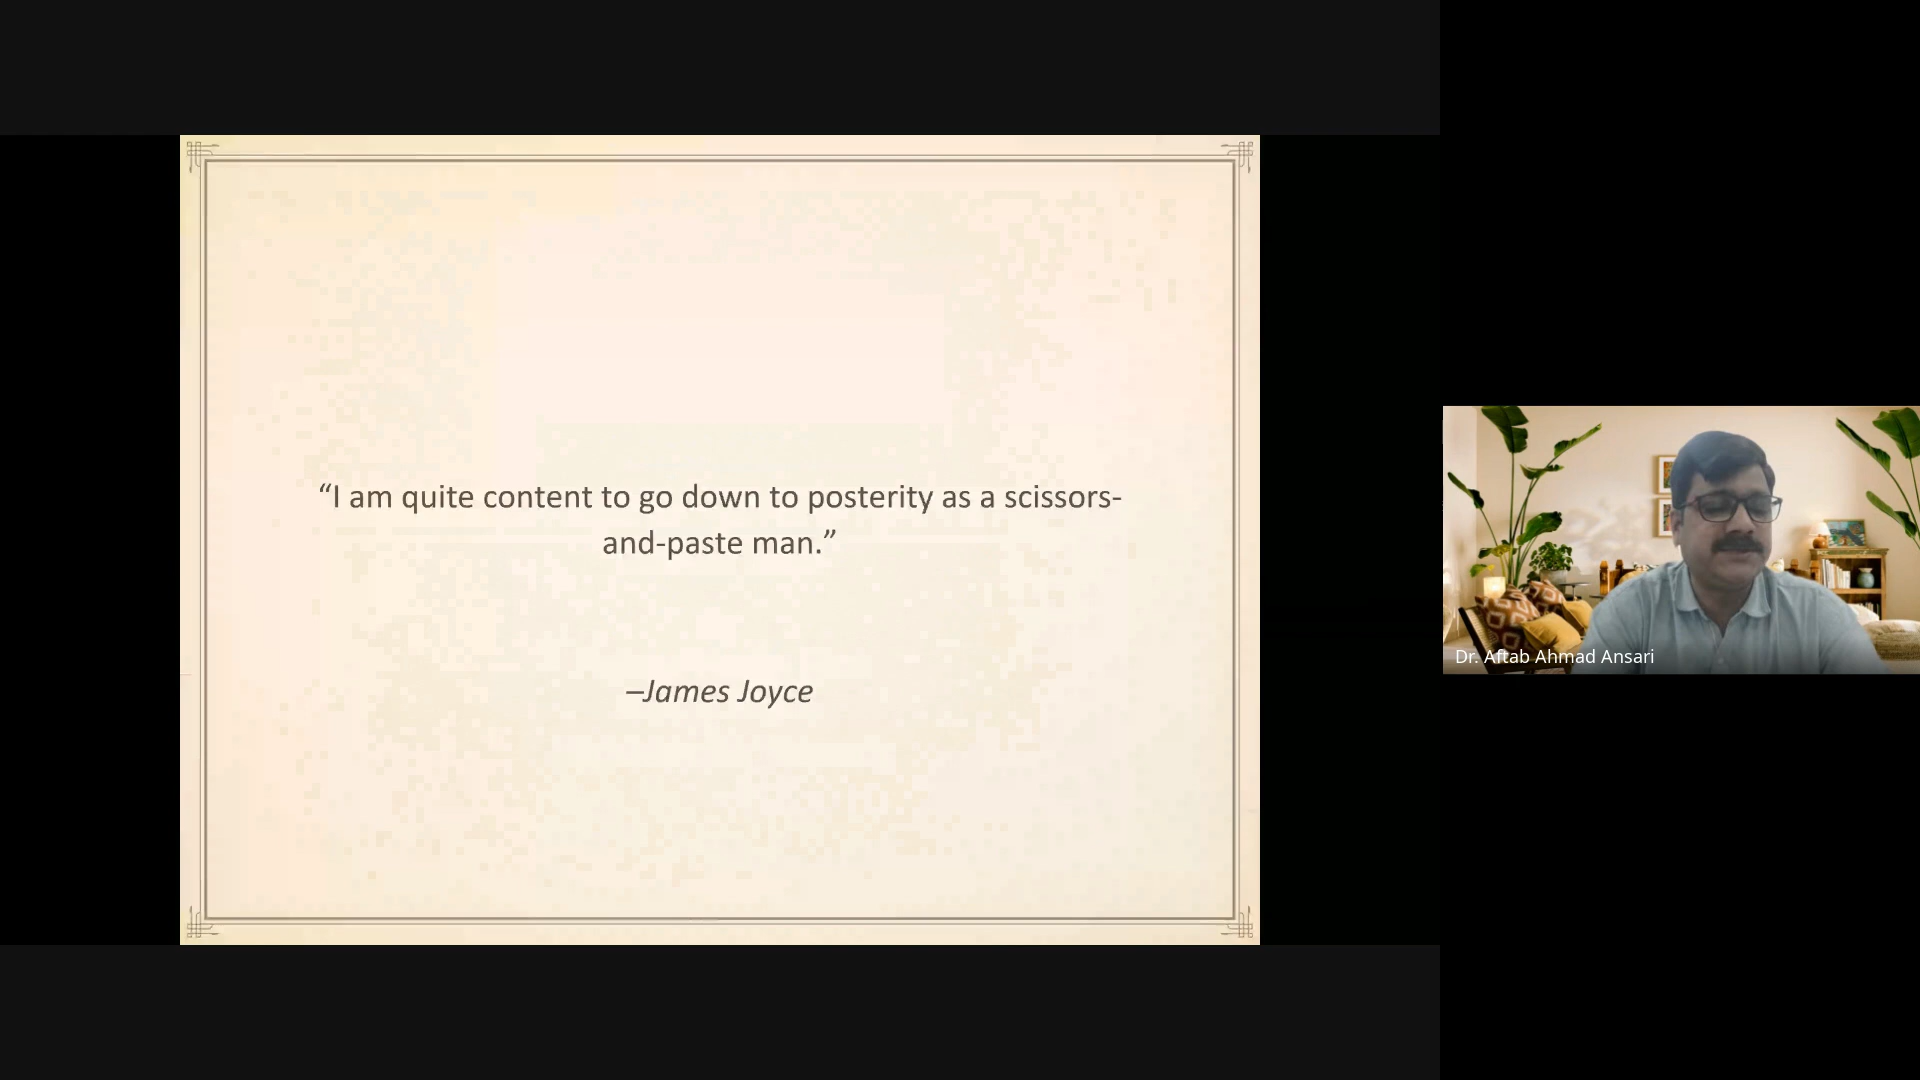 “I am quite content to go down to posterity as a scissors-
and-paste man.”
–James Joyce
Dr. Aftab Ahmad Ansari